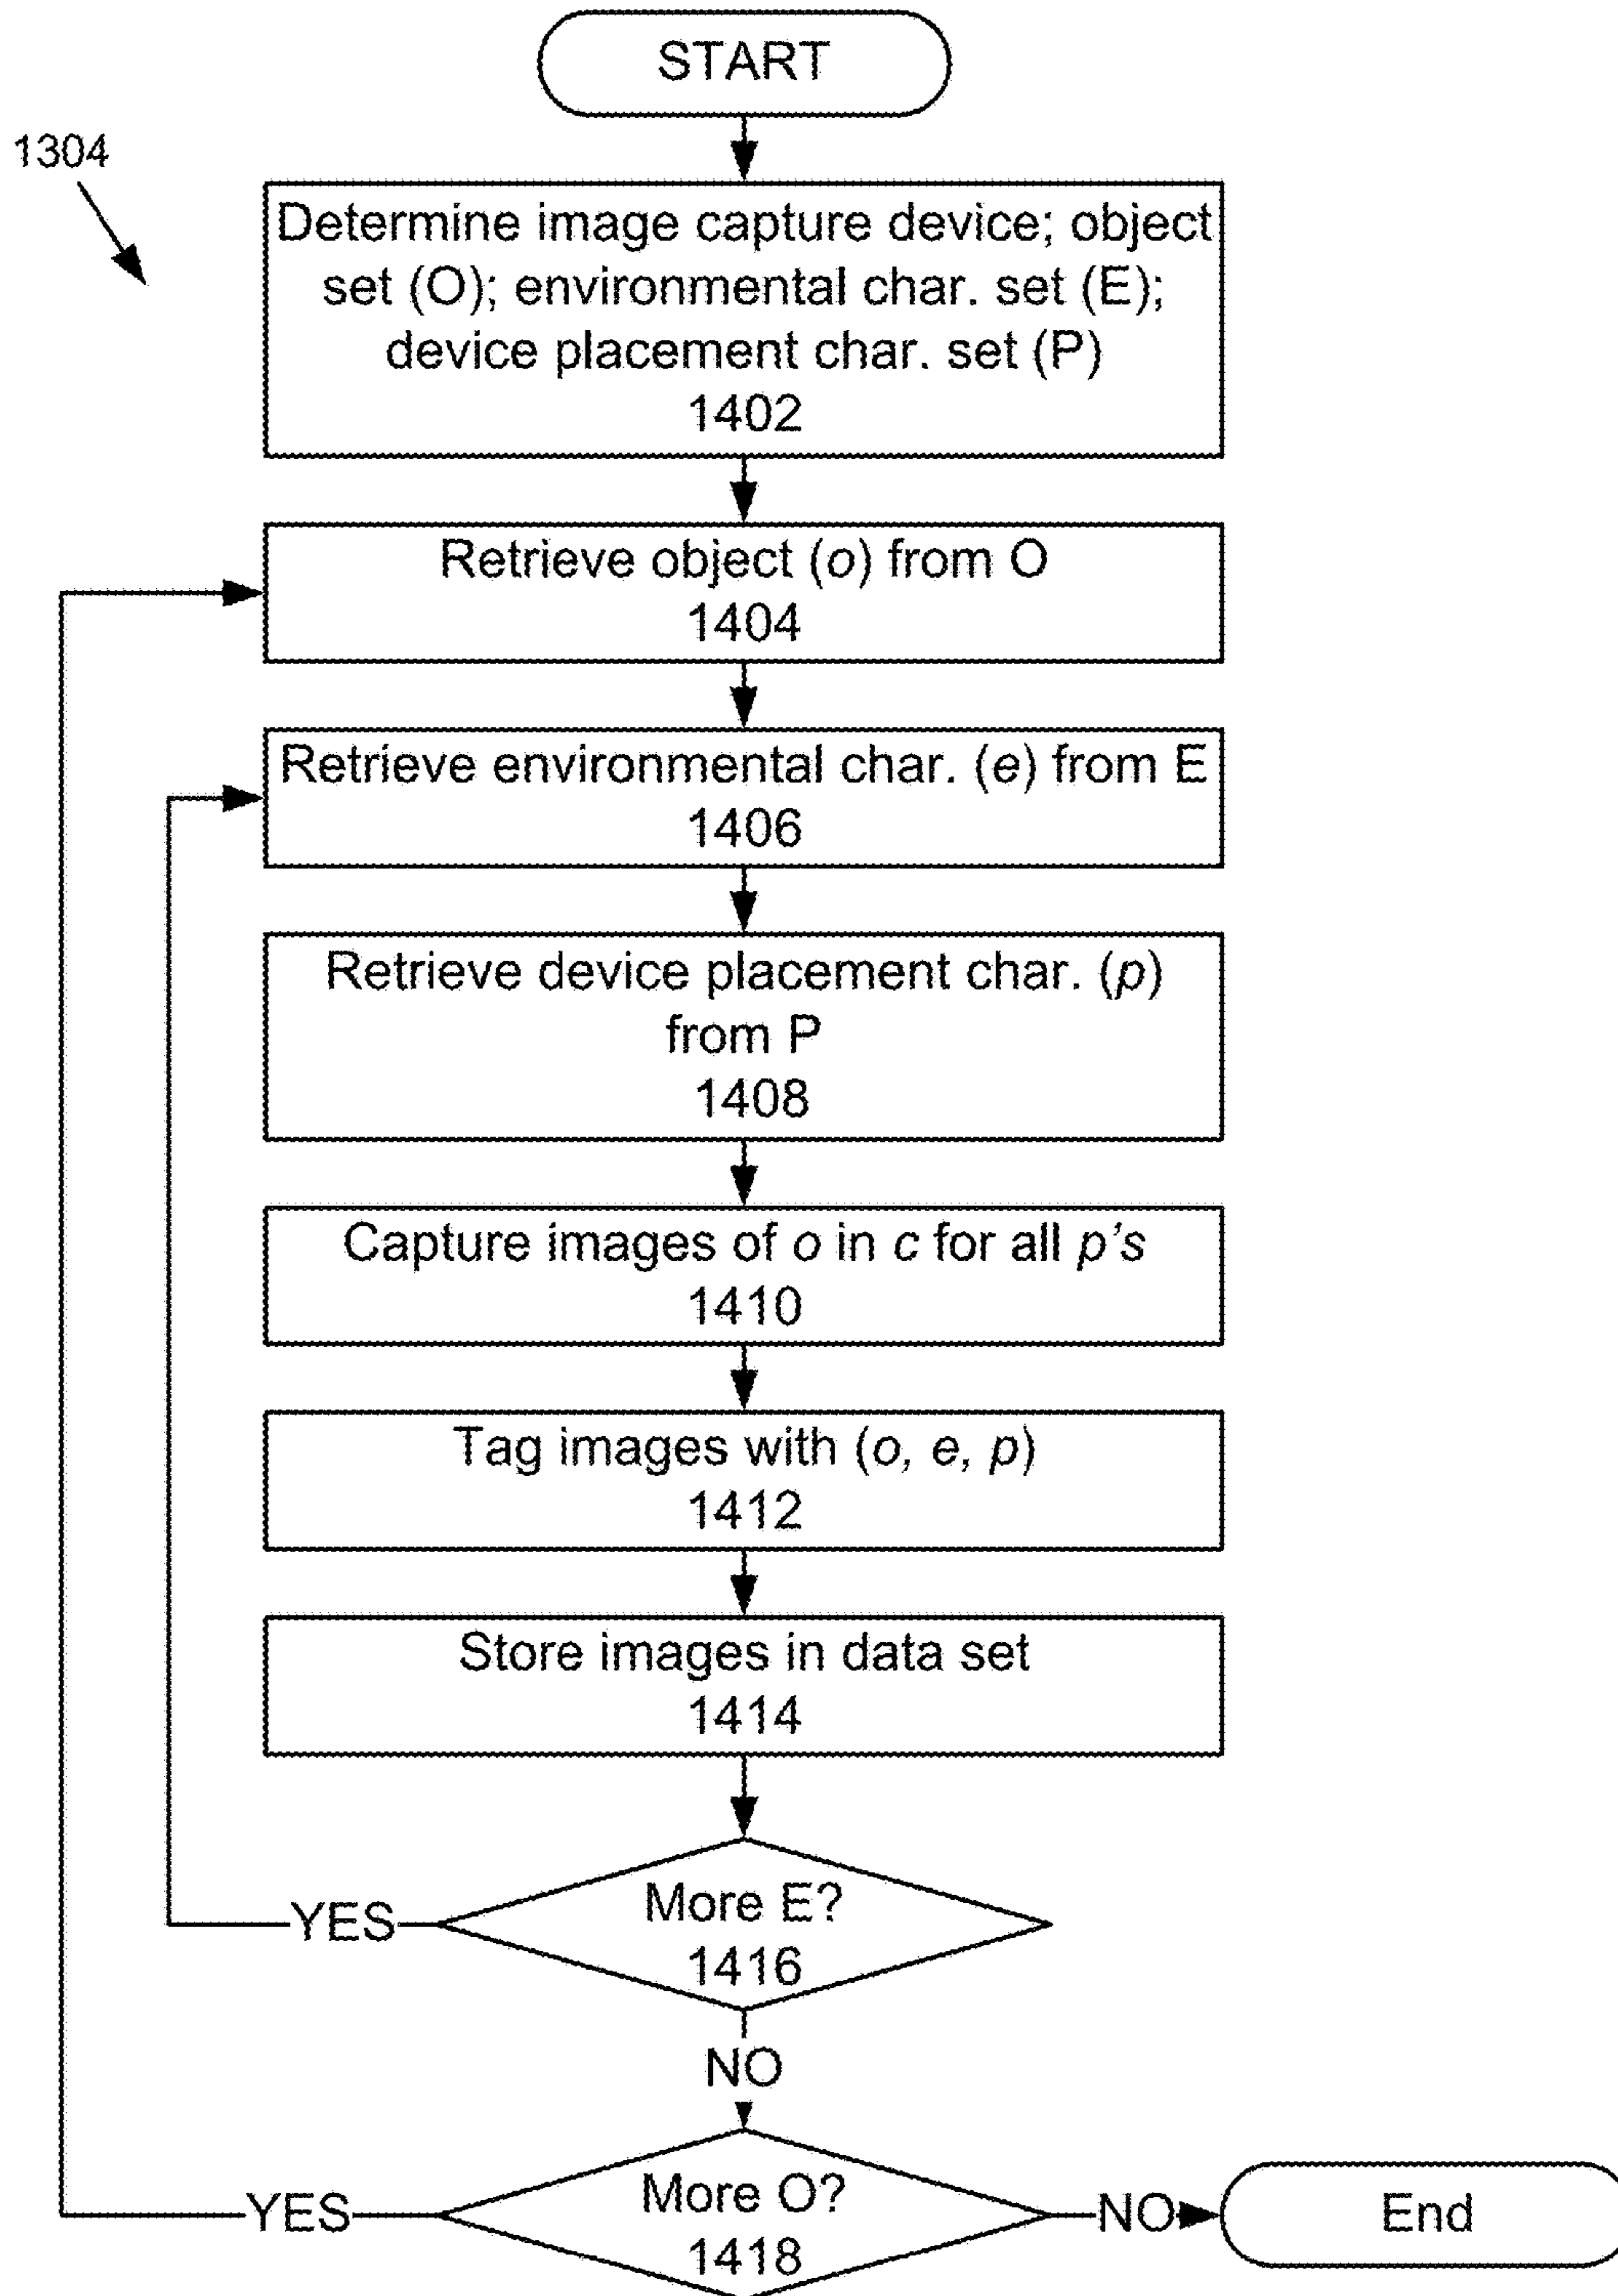 START
1304
Determine image capture device; object
set (O); environmental char. set (E);
device placement char. set (P)
1402
Retrieve object (o) from O
1404
Retrieve environmental char. (e) from E
1406
Retrieve device placement char. (p)
from P
1408
Capture images of o in c for all p's
1410
Tag images with (o, e, p)
1412
Store images in data set
1414
More E?
1416
YES
NO
More O?
1418
YES
NO
End